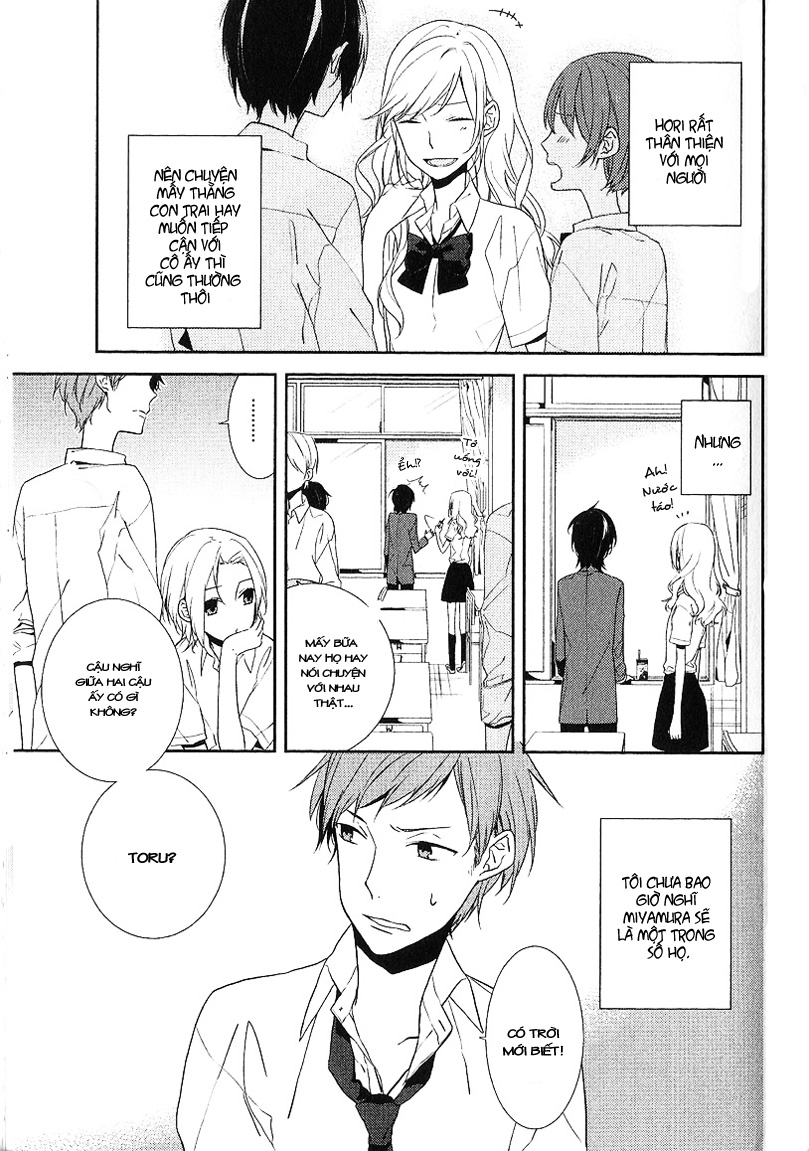 HORI RẤT
THÂN THIỆN
VỚI MỌI
NGƯỜI
NÊN CHUYỆN
MẤY THẰNG
CON TRAI HAY
MUỐN TIẾP
CẬN VỚI
CÔ ẤY THÌ
CŨNG THƯỜNG
THÔI
NHƯNG
...
Ah!
Nước
táo!
Tớ
uống
với!
Ểh!?
MẤY BỮA
NAY HỌ HAY
NÓI CHUYỆN
VỚI NHAU
THẬT...
.........
CẬU NGHĨ
GIỮA HAI CẬU
ẤY CÓ GÌ
KHÔNG?
TORU?
TÔI CHƯA BAO
GIỜ NGHĨ
MIYAMURA SẼ
LÀ MỘT TRONG
SỐ HỌ.
CÓ TRỜI
MỚI BIẾT!